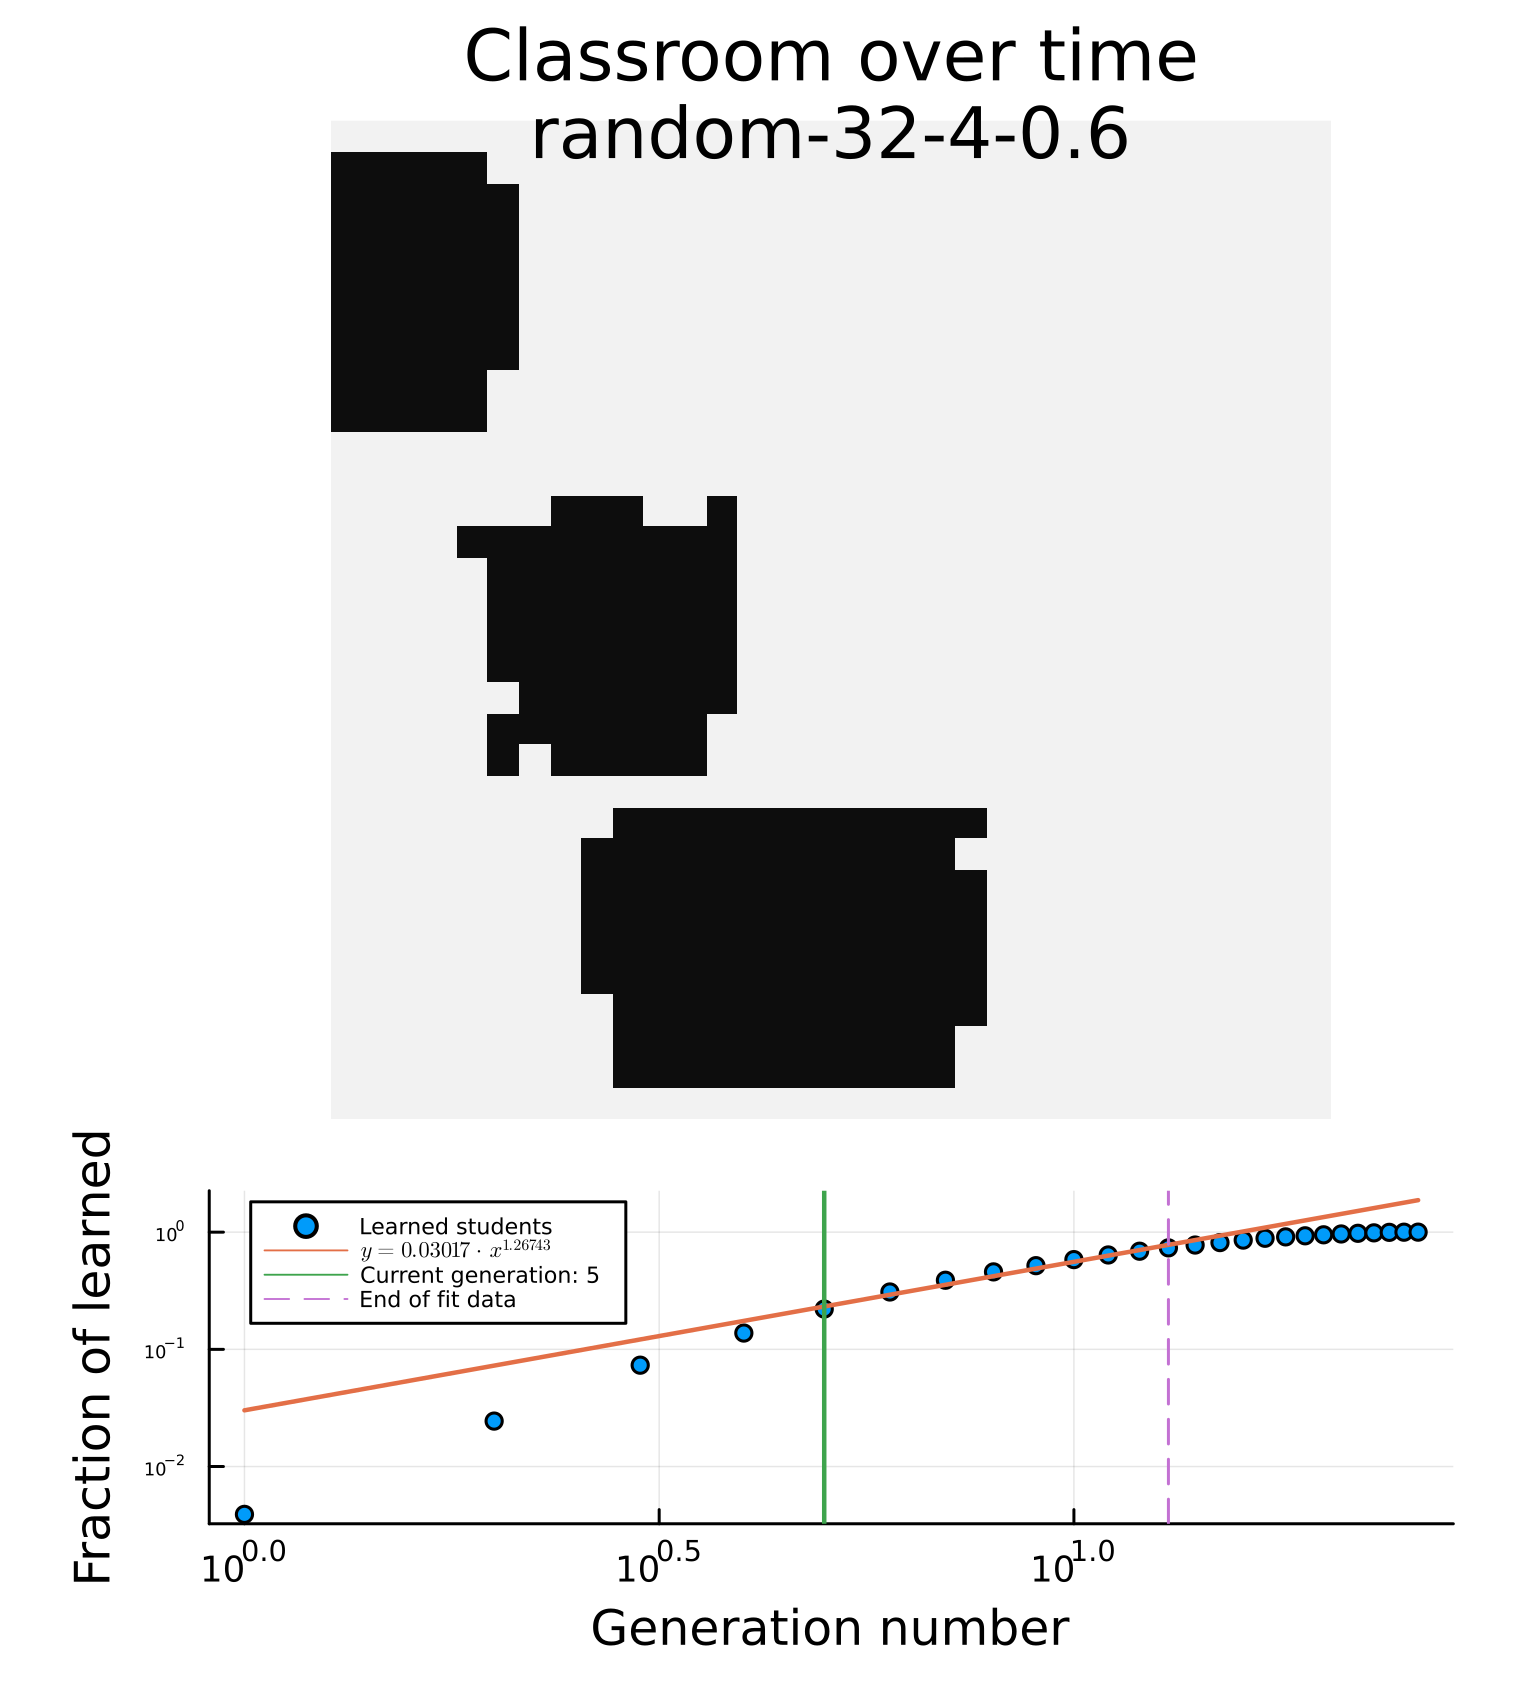 Classroom over time
random-32-4-0.6
Fraction of learned
10⁰
10⁻¹
10⁻²
Learned students
y = 0.03017 · x^1.26743
Current generation: 5
End of fit data
10^0.0
10^0.5
10^1.0
Generation number